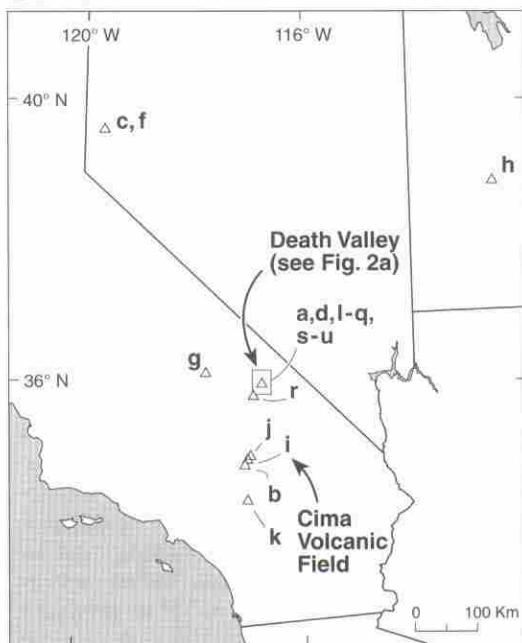 120° W
116° W
40° N
c, f
h
Death Valley
(see Fig. 2a)
a,d,l-q,
s-u
g
36° N
r
j
i
b
Cima
Volcanic
Field
k
0 100 Km